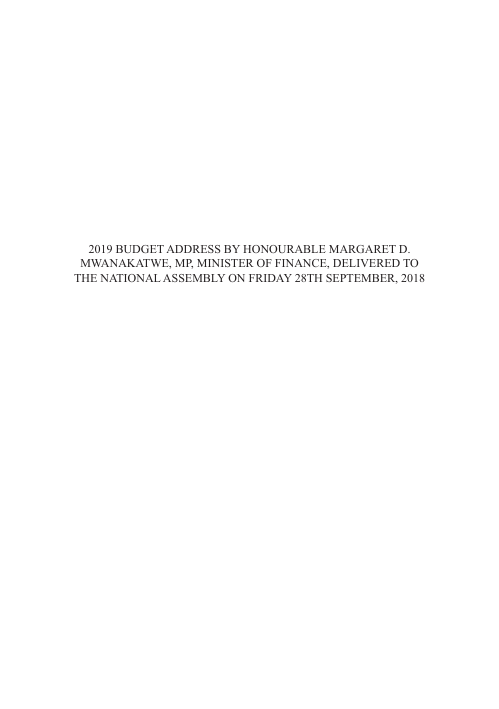 2019 BUDGET ADDRESS BY HONOURABLE MARGARET D.
MWANAKATWE, MP, MINISTER OF FINANCE, DELIVERED TO
THE NATIONAL ASSEMBLY ON FRIDAY 28TH SEPTEMBER, 2018